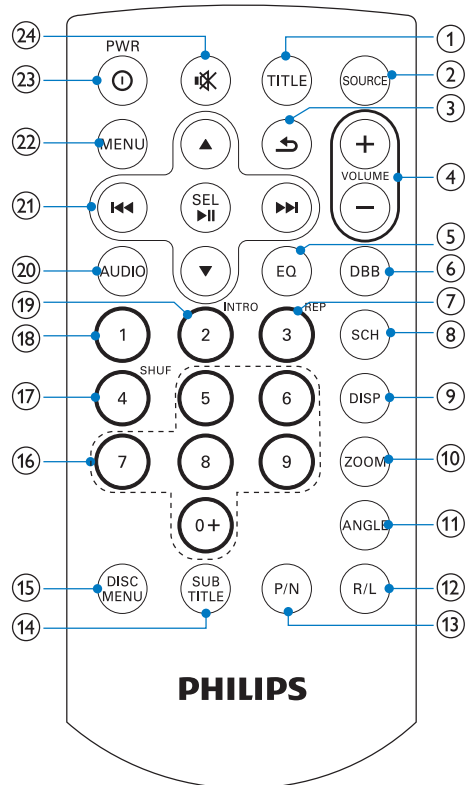 24
1
PWR
23
TITLE
SOURCE
2
3
22
MENU
+
VOLUME
4
−
21
SEL
5
20
AUDIO
EQ
DBB
6
19
INTRO
REP
7
18
1
2
3
SCH
8
SHUF
17
4
5
6
DISP
9
16
7
8
9
ZOOM
10
0+
ANGLE
11
15
DISC
MENU
SUB
TITLE
P/N
R/L
12
14
13
PHILIPS